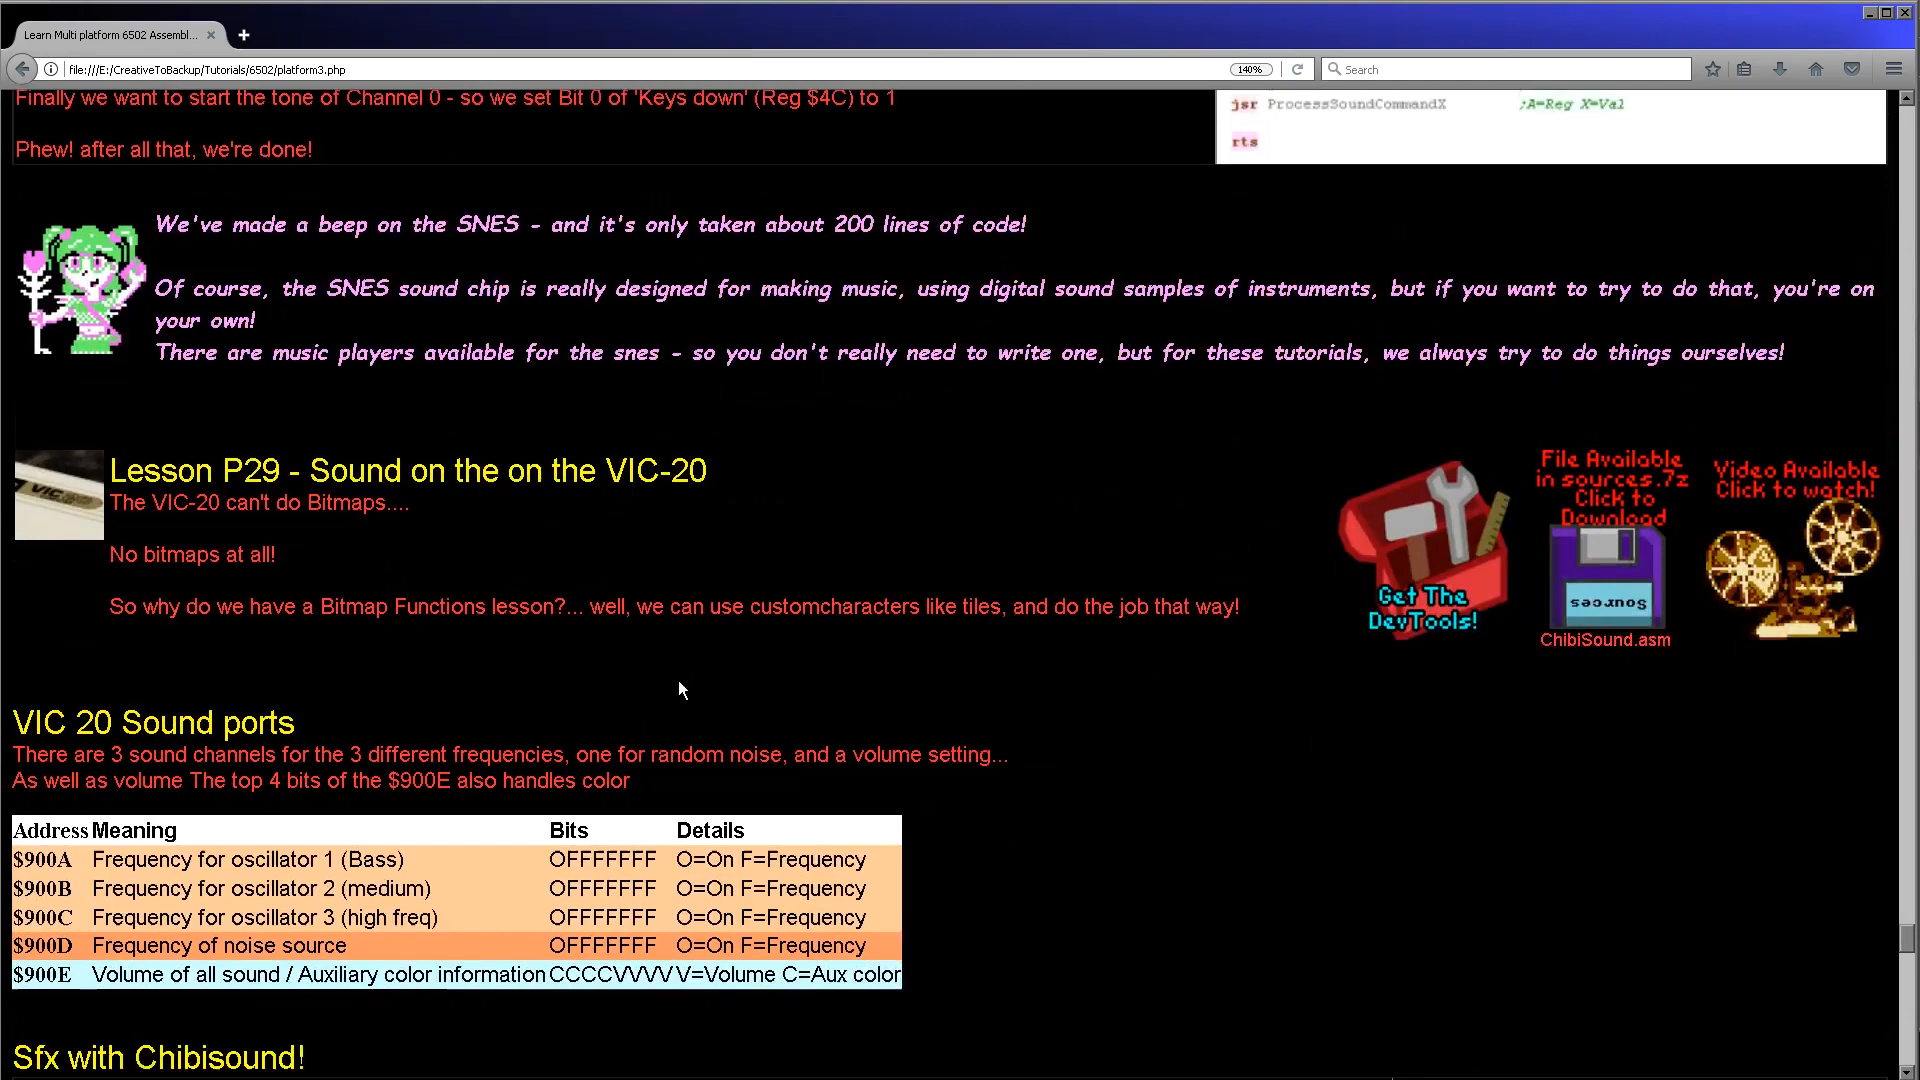 Learn Multi platform 6502 Assembl...
file:///E:/CreativeToBackup/Tutorials/6502/platform3.php
140%
Search
Finally we want to start the tone of Channel 0 - so we set Bit 0 of 'Keys down' (Reg $4C) to 1
Phew! after all that, we're done!
jsr ProcessSoundCommandX ;A=Reg X=Val
rts
We've made a beep on the SNES - and it's only taken about 200 lines of code!
Of course, the SNES sound chip is really designed for making music, using digital sound samples of instruments, but if you want to try to do that, you're on
your own!
There are music players available for the snes - so you don't really need to write one, but for these tutorials, we always try to do things ourselves!
VIC
Lesson P29 - Sound on the on the VIC-20
The VIC-20 can't do Bitmaps....
No bitmaps at all!
So why do we have a Bitmap Functions lesson?... well, we can use customcharacters like tiles, and do the job that way!
Get The
DevTools!
File Available
in sources.7z
Click to
Download
Sources
ChibiSound.asm
Video Available
Click to watch!
VIC 20 Sound ports
There are 3 sound channels for the 3 different frequencies, one for random noise, and a volume setting...
As well as volume The top 4 bits of the $900E also handles color
Address Meaning Bits Details
$900A Frequency for oscillator 1 (Bass) OFFFFFFF O=On F=Frequency
$900B Frequency for oscillator 2 (medium) OFFFFFFF O=On F=Frequency
$900C Frequency for oscillator 3 (high freq) OFFFFFFF O=On F=Frequency
$900D Frequency of noise source OFFFFFFF O=On F=Frequency
$900E Volume of all sound / Auxiliary color information CCCCVVVV V=Volume C=Aux color
Sfx with Chibisound!